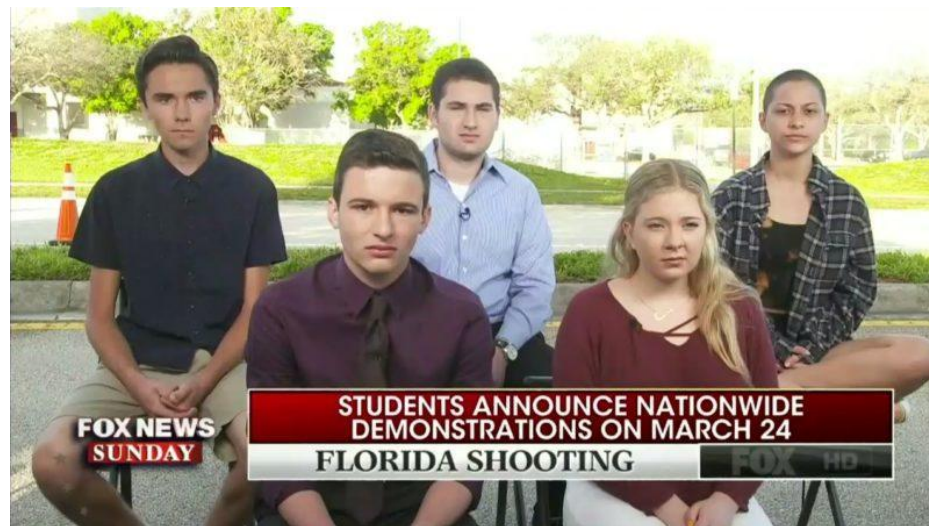 STUDENTS ANNOUNCE NATIONWIDE
DEMONSTRATIONS ON MARCH 24
FOX NEWS
SUNDAY
FLORIDA SHOOTING
FOX HD